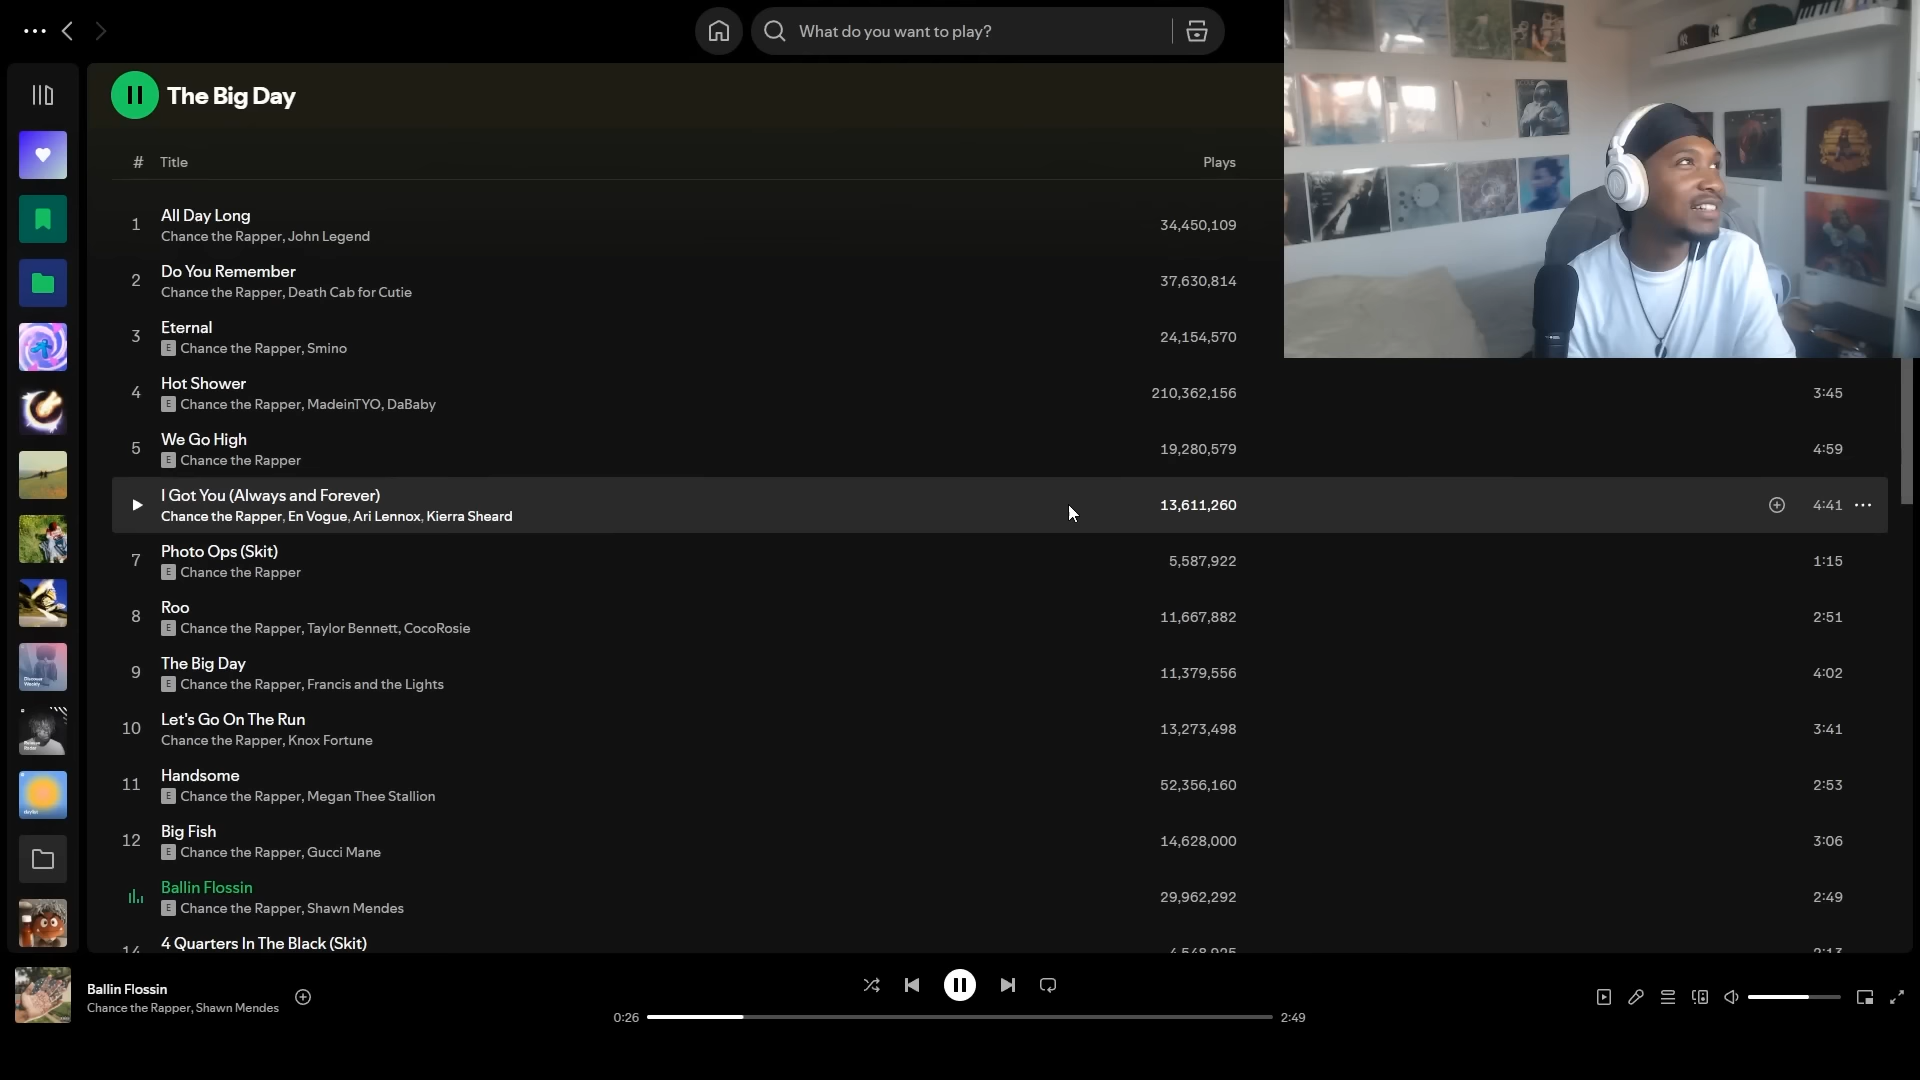 What do you want to play?
The Big Day
# Title Plays
1 All Day Long 34,450,109
Chance the Rapper, John Legend
2 Do You Remember 37,630,814
Chance the Rapper, Death Cab for Cutie
3 Eternal 24,154,570
E Chance the Rapper, Smino
4 Hot Shower 210,362,156 3:45
E Chance the Rapper, MadeinTYO, DaBaby
5 We Go High 19,280,579 4:59
E Chance the Rapper
I Got You (Always and Forever) 13,611,260 4:41
Chance the Rapper, En Vogue, Ari Lennox, Kierra Sheard
7 Photo Ops (Skit) 5,587,922 1:15
E Chance the Rapper
8 Roo 11,667,882 2:51
E Chance the Rapper, Taylor Bennett, CocoRosie
9 The Big Day 11,379,556 4:02
E Chance the Rapper, Francis and the Lights
10 Let's Go On The Run 13,273,498 3:41
Chance the Rapper, Knox Fortune
11 Handsome 52,356,160 2:53
E Chance the Rapper, Megan Thee Stallion
12 Big Fish 14,628,000 3:06
E Chance the Rapper, Gucci Mane
Ballin Flossin 29,962,292 2:49
E Chance the Rapper, Shawn Mendes
14 4 Quarters In The Black (Skit) 4,548,925 2:13
Ballin Flossin
Chance the Rapper, Shawn Mendes
0:26 2:49